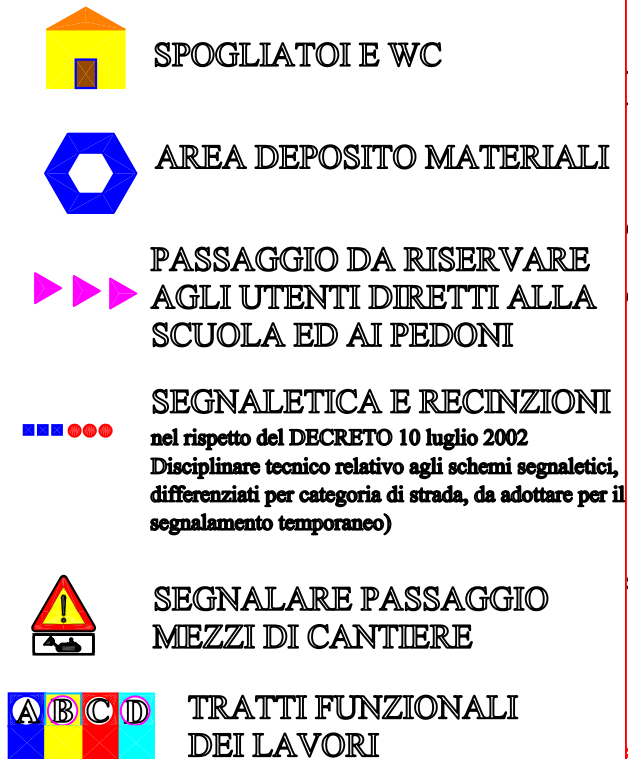 SPOGLIATOI E WC
AREA DEPOSITO MATERIALI
PASSAGGIO DA RISERVARE
AGLI UTENTI DIRETTI ALLA
SCUOLA ED AI PEDONI
SEGNALETICA E RECINZIONI
nel rispetto del DECRETO 10 luglio 2002
Disciplinare tecnico relativo agli schemi segnaletici,
differenziati per categoria di strada, da adottare per il
segnalamento temporaneo)
SEGNALARE PASSAGGIO
MEZZI DI CANTIERE
A B C D
TRATTI FUNZIONALI
DEI LAVORI